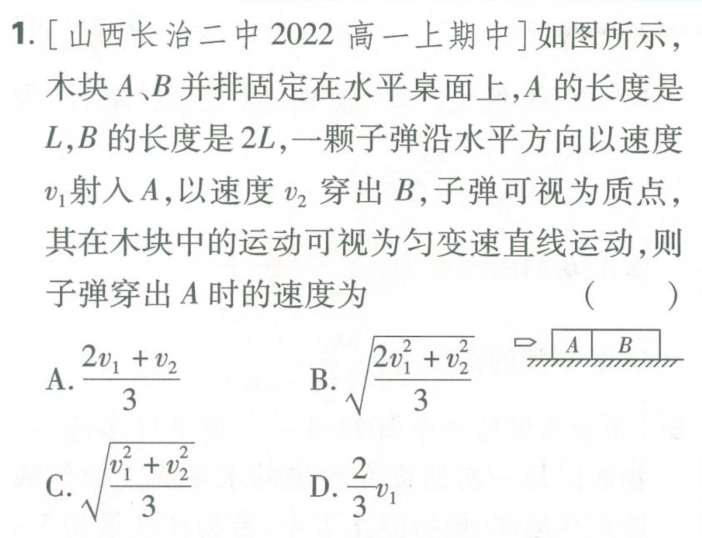 1. [山西长治二中 2022 高一上期中]如图所示,
木块 A、B 并排固定在水平桌面上,A 的长度是
L,B 的长度是 2L,一颗子弹沿水平方向以速度
v₁射入 A,以速度 v₂ 穿出 B,子弹可视为质点,
其在木块中的运动可视为匀变速直线运动,则
子弹穿出 A 时的速度为 ( )
A. \frac{2v_1 + v_2}{3} B. \sqrt{\frac{2v_1^2 + v_2^2}{3}} A B
C. \sqrt{\frac{v_1^2 + v_2^2}{3}} D. \frac{2}{3}v_1